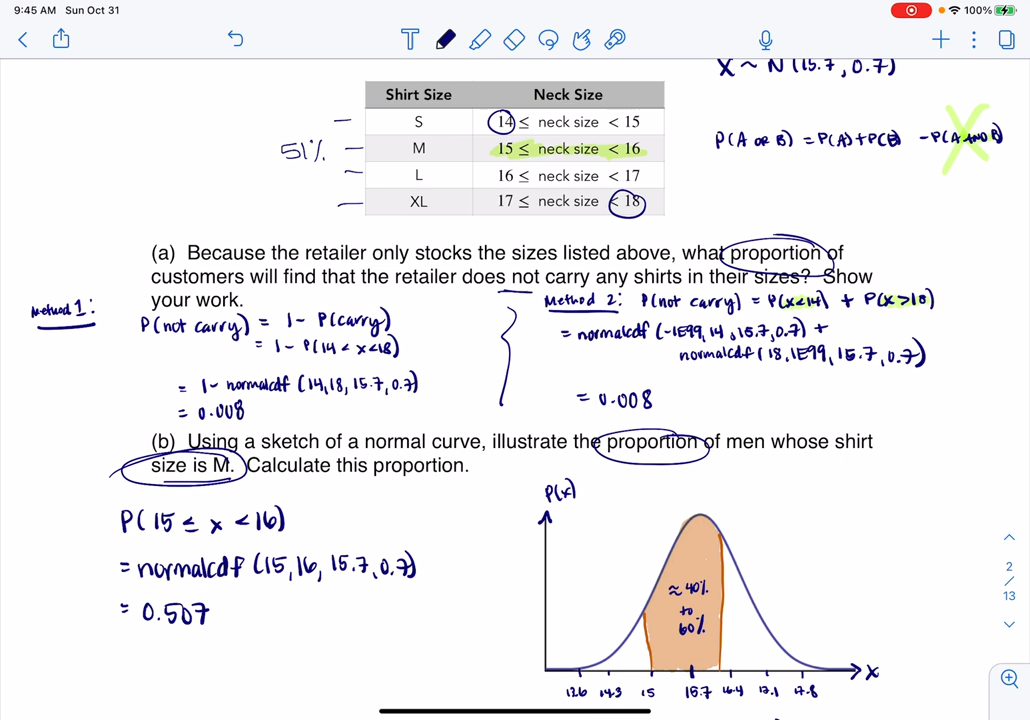 9:45 AM Sun Oct 31
100%
T
X ~ N(15.7, 0.7)
Shirt Size Neck Size
S 14 ≤ neck size < 15
M 15 ≤ neck size < 16
L 16 ≤ neck size < 17
XL 17 ≤ neck size < 18
51%
P(A OR B) = P(A) + P(B) - P(A AND B)
(a) Because the retailer only stocks the sizes listed above, what proportion of
customers will find that the retailer does not carry any shirts in their sizes? Show
your work.
Method 1:
P(not carry) = 1 - P(carry)
= 1 - P(14 < x < 18)
= 1 - normalcdf (14, 18, 15.7, 0.7)
= 0.008
Method 2: P(not carry) = P(x<14) + P(x>18)
= normalcdf (-1E99, 14, 15.7, 0.7) +
normalcdf (18, 1E99, 15.7, 0.7)
= 0.008
(b) Using a sketch of a normal curve, illustrate the proportion of men whose shirt
size is M. Calculate this proportion.
P(15 ≤ x < 16)
= normalcdf (15, 16, 15.7, 0.7)
= 0.507
P(x)
≈ 40%
to
60%
X
13.6 14.3 15 15.7 16.4 17.1 17.8
2
/
13